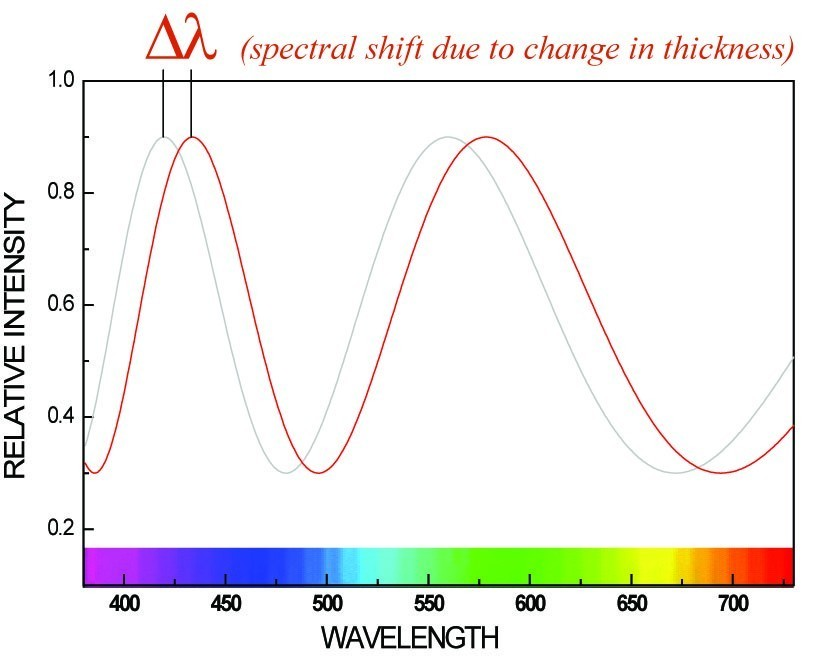 Δλ (spectral shift due to change in thickness)
1.0
0.8
0.6
0.4
0.2
RELATIVE INTENSITY
400 450 500 550 600 650 700
WAVELENGTH